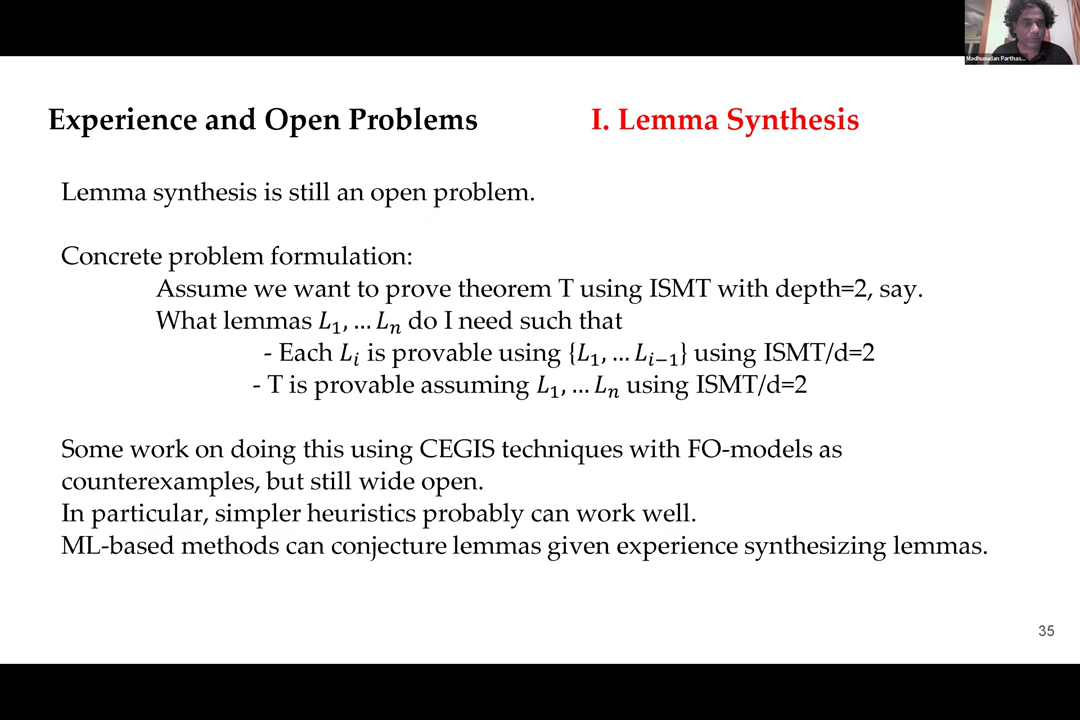 Madhusudan Parthas...
Experience and Open Problems
I. Lemma Synthesis
Lemma synthesis is still an open problem.
Concrete problem formulation:
Assume we want to prove theorem T using ISMT with depth=2, say.
What lemmas L₁, … Lₙ do I need such that
- Each Lᵢ is provable using {L₁, … Lᵢ₋₁} using ISMT/d=2
- T is provable assuming L₁, … Lₙ using ISMT/d=2
Some work on doing this using CEGIS techniques with FO-models as
counterexamples, but still wide open.
In particular, simpler heuristics probably can work well.
ML-based methods can conjecture lemmas given experience synthesizing lemmas.
35